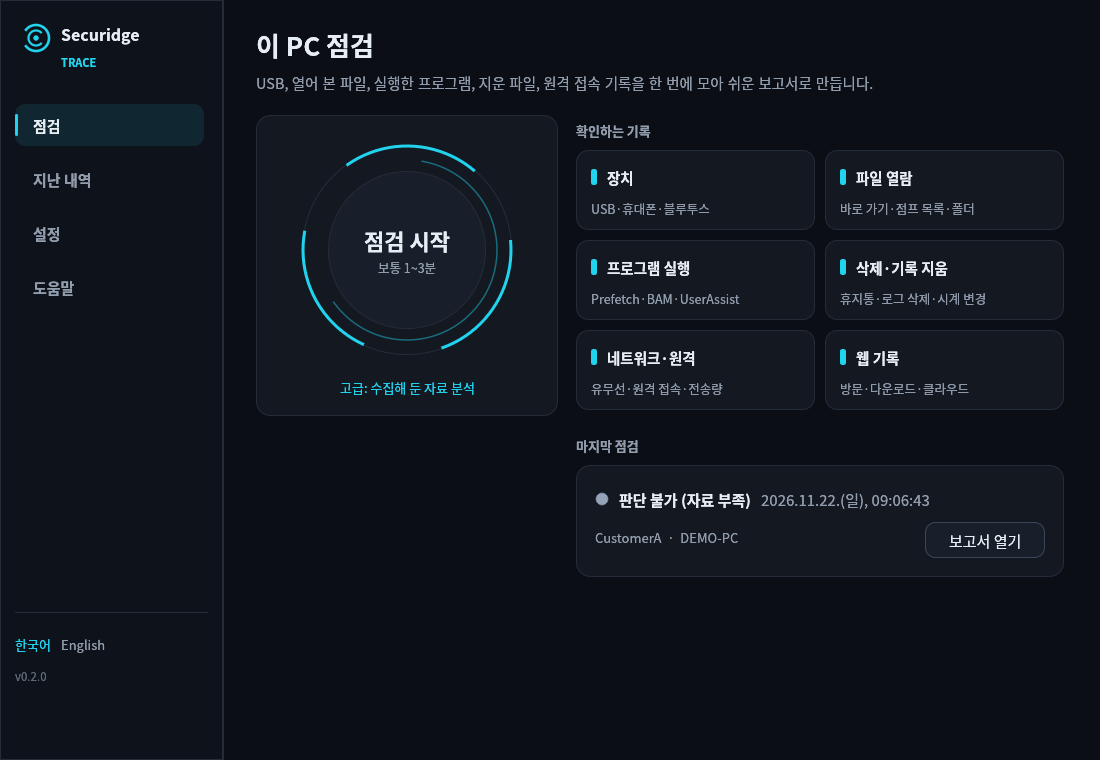 Securidge
TRACE
점검
지난 내역
설정
도움말
한국어 English
v0.2.0
이 PC 점검
USB, 열어 본 파일, 실행한 프로그램, 지운 파일, 원격 접속 기록을 한 번에 모아 쉬운 보고서로 만듭니다.
점검 시작
보통 1~3분
고급: 수집해 둔 자료 분석
확인하는 기록
장치
USB·휴대폰·블루투스
파일 열람
바로 가기·점프 목록·폴더
프로그램 실행
Prefetch·BAM·UserAssist
삭제·기록 지움
휴지통·로그 삭제·시계 변경
네트워크·원격
유무선·원격 접속·전송량
웹 기록
방문·다운로드·클라우드
마지막 점검
판단 불가 (자료 부족) 2026.11.22.(일), 09:06:43
CustomerA · DEMO-PC
보고서 열기